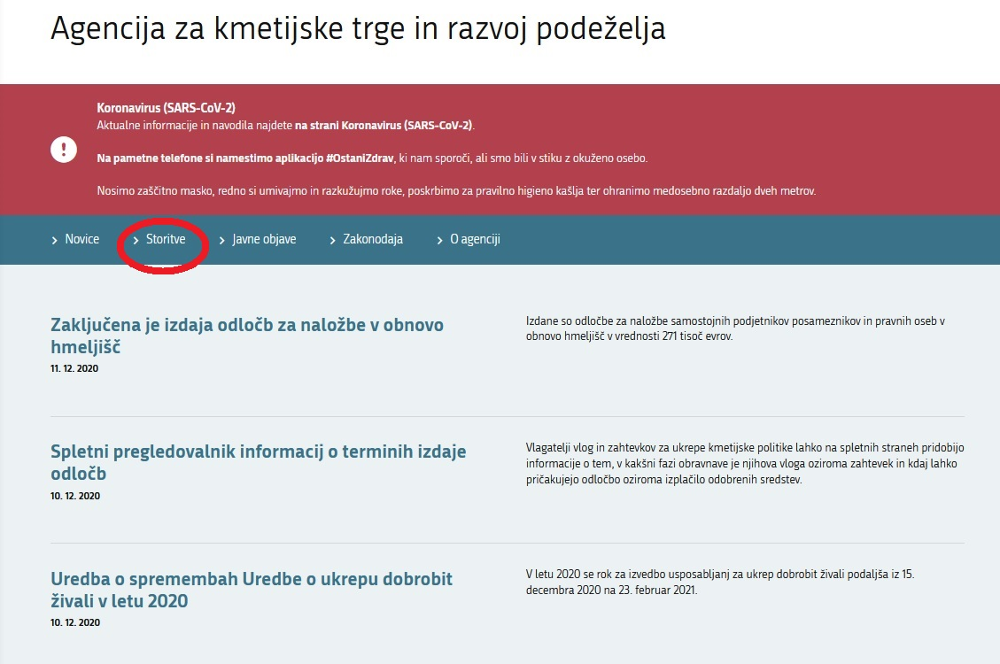 Agencija za kmetijske trge in razvoj podeželja
Koronavirus (SARS-CoV-2)
Aktualne informacije in navodila najdete na strani Koronavirus (SARS-CoV-2).
Na pametne telefone si namestimo aplikacijo #OstaniZdrav, ki nam sporoči, ali smo bili v stiku z okuženo osebo.
Nosimo zaščitno masko, redno si umivajmo in razkužujmo roke, poskrbimo za pravilno higieno kašlja ter ohranimo medosebno razdaljo dveh metrov.
Novice Storitve Javne objave Zakonodaja O agenciji
Zaključena je izdaja odločb za naložbe v obnovo
hmeljišč
11. 12. 2020
Izdane so odločbe za naložbe samostojnih podjetnikov posameznikov in pravnih oseb v
obnovo hmeljišč v vrednosti 271 tisoč evrov.
Spletni pregledovalnik informacij o terminih izdaje
odločb
10. 12. 2020
Vlagatelji vlog in zahtevkov za ukrepe kmetijske politike lahko na spletnih straneh pridobijo
informacije o tem, v kakšni fazi obravnave je njihova vloga oziroma zahtevek in kdaj lahko
pričakujejo odločbo oziroma izplačilo odobrenih sredstev.
Uredba o spremembah Uredbe o ukrepu dobrobit
živali v letu 2020
10. 12. 2020
V letu 2020 se rok za izvedbo usposabljanj za ukrep dobrobit živali podaljša iz 15.
decembra 2020 na 23. februar 2021.